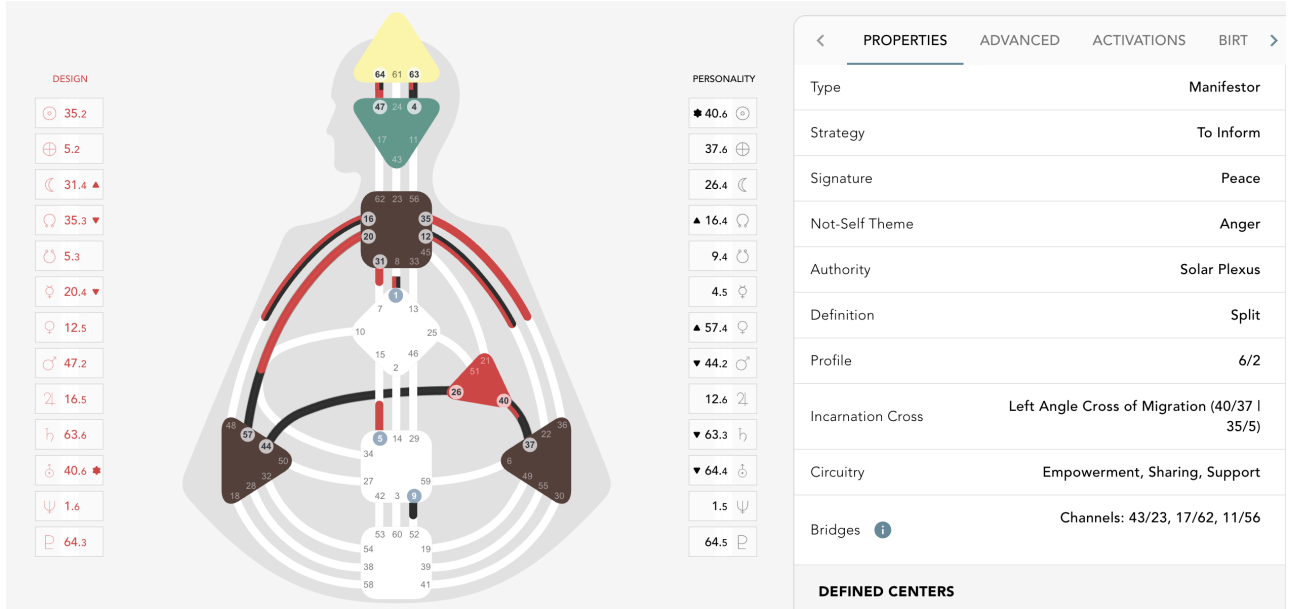 PROPERTIES ADVANCED ACTIVATIONS BIRT
DESIGN
35.2
5.2
31.4
35.3
5.3
20.4
12.5
47.2
16.5
63.6
40.6
1.6
64.3
64 61 63
47 24 4
17 11
43
62 23 56
16 35
20 12
45
31 8 33
1
7 13
10 25
15 46
2
21
51
26
40
48 36
57 22
44 37
50 6
32 49
28 55
18 30
5 14 29
34
27 59
42 3 9
53 60 52
54 19
38 39
58 41
PERSONALITY
40.6
37.6
26.4
16.4
9.4
4.5
57.4
44.2
12.6
63.3
64.4
1.5
64.5
Type Manifestor
Strategy To Inform
Signature Peace
Not-Self Theme Anger
Authority Solar Plexus
Definition Split
Profile 6/2
Incarnation Cross Left Angle Cross of Migration (40/37 |
35/5)
Circuitry Empowerment, Sharing, Support
Bridges i Channels: 43/23, 17/62, 11/56
DEFINED CENTERS